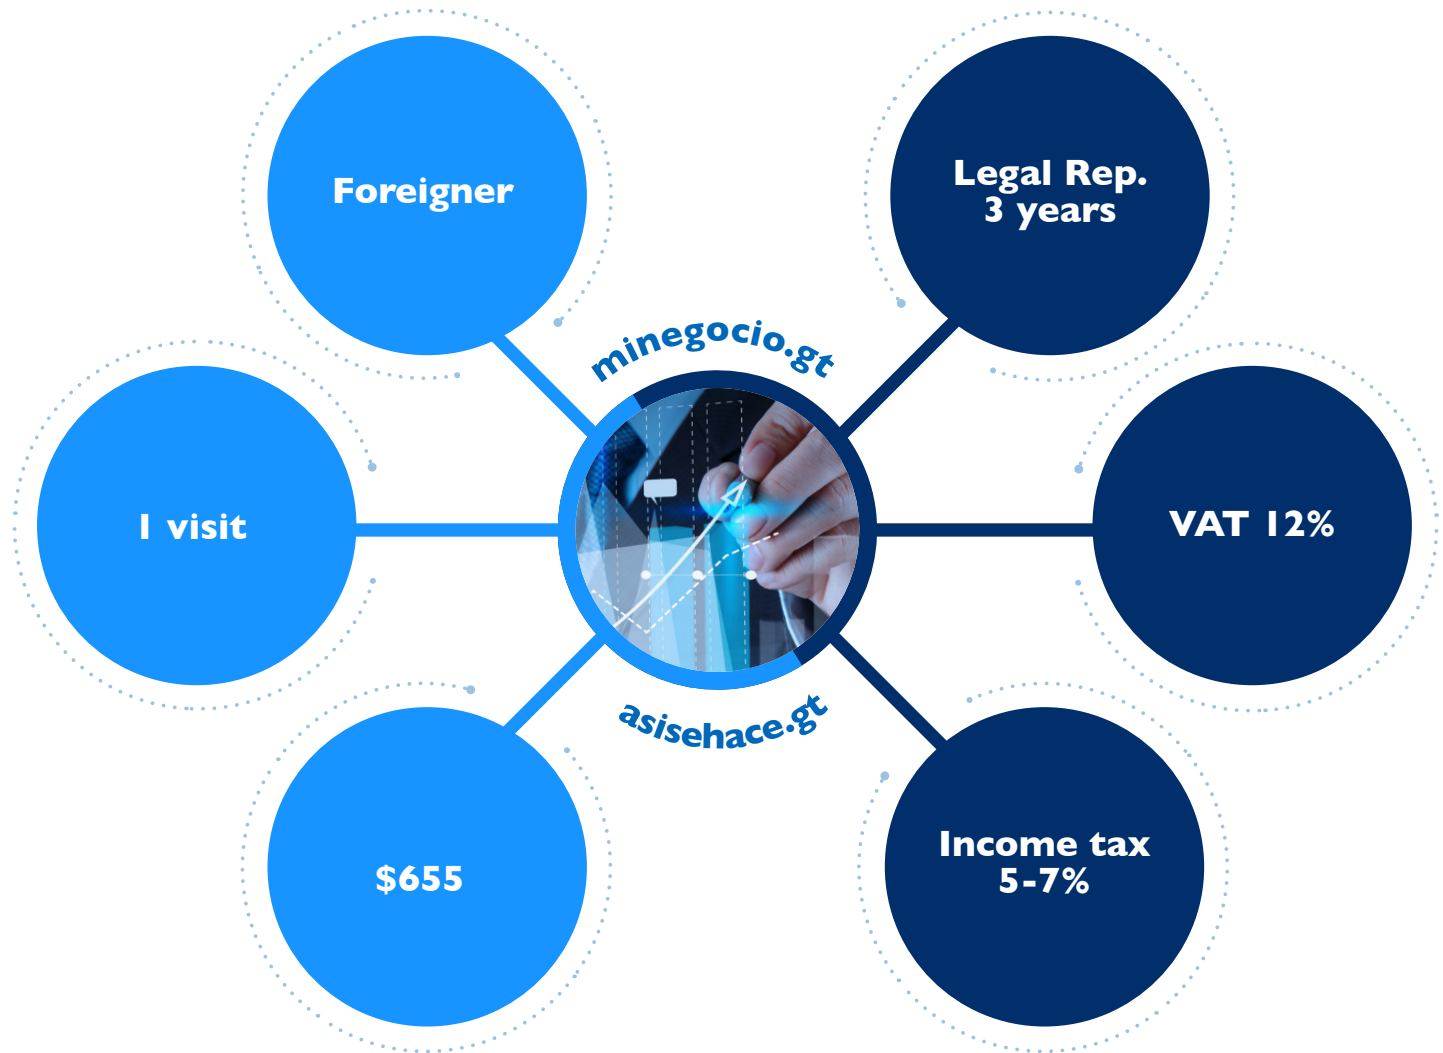 Foreigner
Legal Rep.
3 years
minegocio.gt
1 visit
VAT 12%
asisehace.gt
$655
Income tax
5-7%